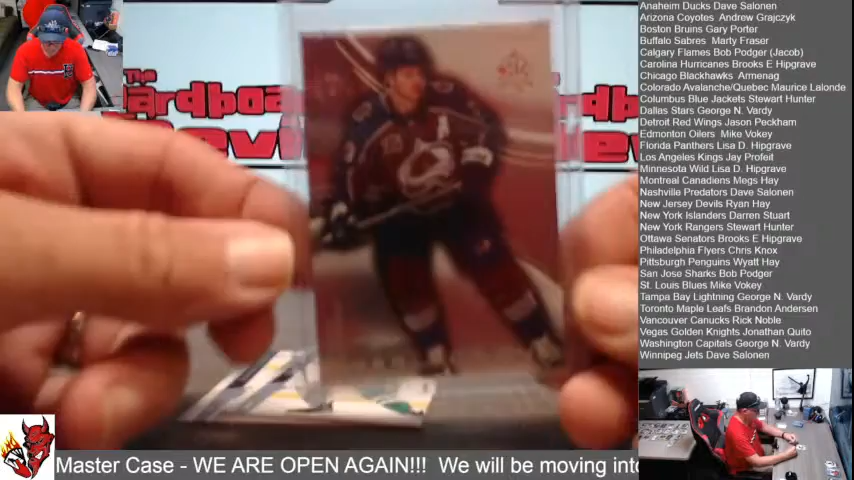 The
ardboa
evi
rdb
evi
A
Anaheim Ducks Dave Salonen
Arizona Coyotes Andrew Grajczyk
Boston Bruins Gary Porter
Buffalo Sabres Marty Fraser
Calgary Flames Bob Podger (Jacob)
Carolina Hurricanes Brooks E Hipgrave
Chicago Blackhawks Armenag
Colorado Avalanche/Quebec Maurice Lalonde
Columbus Blue Jackets Stewart Hunter
Dallas Stars George N. Vardy
Detroit Red Wings Jason Peckham
Edmonton Oilers Mike Vokey
Florida Panthers Lisa D. Hipgrave
Los Angeles Kings Jay Profeit
Minnesota Wild Lisa D. Hipgrave
Montreal Canadiens Megs Hay
Nashville Predators Dave Salonen
New Jersey Devils Ryan Hay
New York Islanders Darren Stuart
New York Rangers Stewart Hunter
Ottawa Senators Brooks E Hipgrave
Philadelphia Flyers Chris Knox
Pittsburgh Penguins Wyatt Hay
San Jose Sharks Bob Podger
St. Louis Blues Mike Vokey
Tampa Bay Lightning George N. Vardy
Toronto Maple Leafs Brandon Andersen
Vancouver Canucks Rick Noble
Vegas Golden Knights Jonathan Quito
Washington Capitals George N. Vardy
Winnipeg Jets Dave Salonen
Master Case - WE ARE OPEN AGAIN!!! We will be moving into